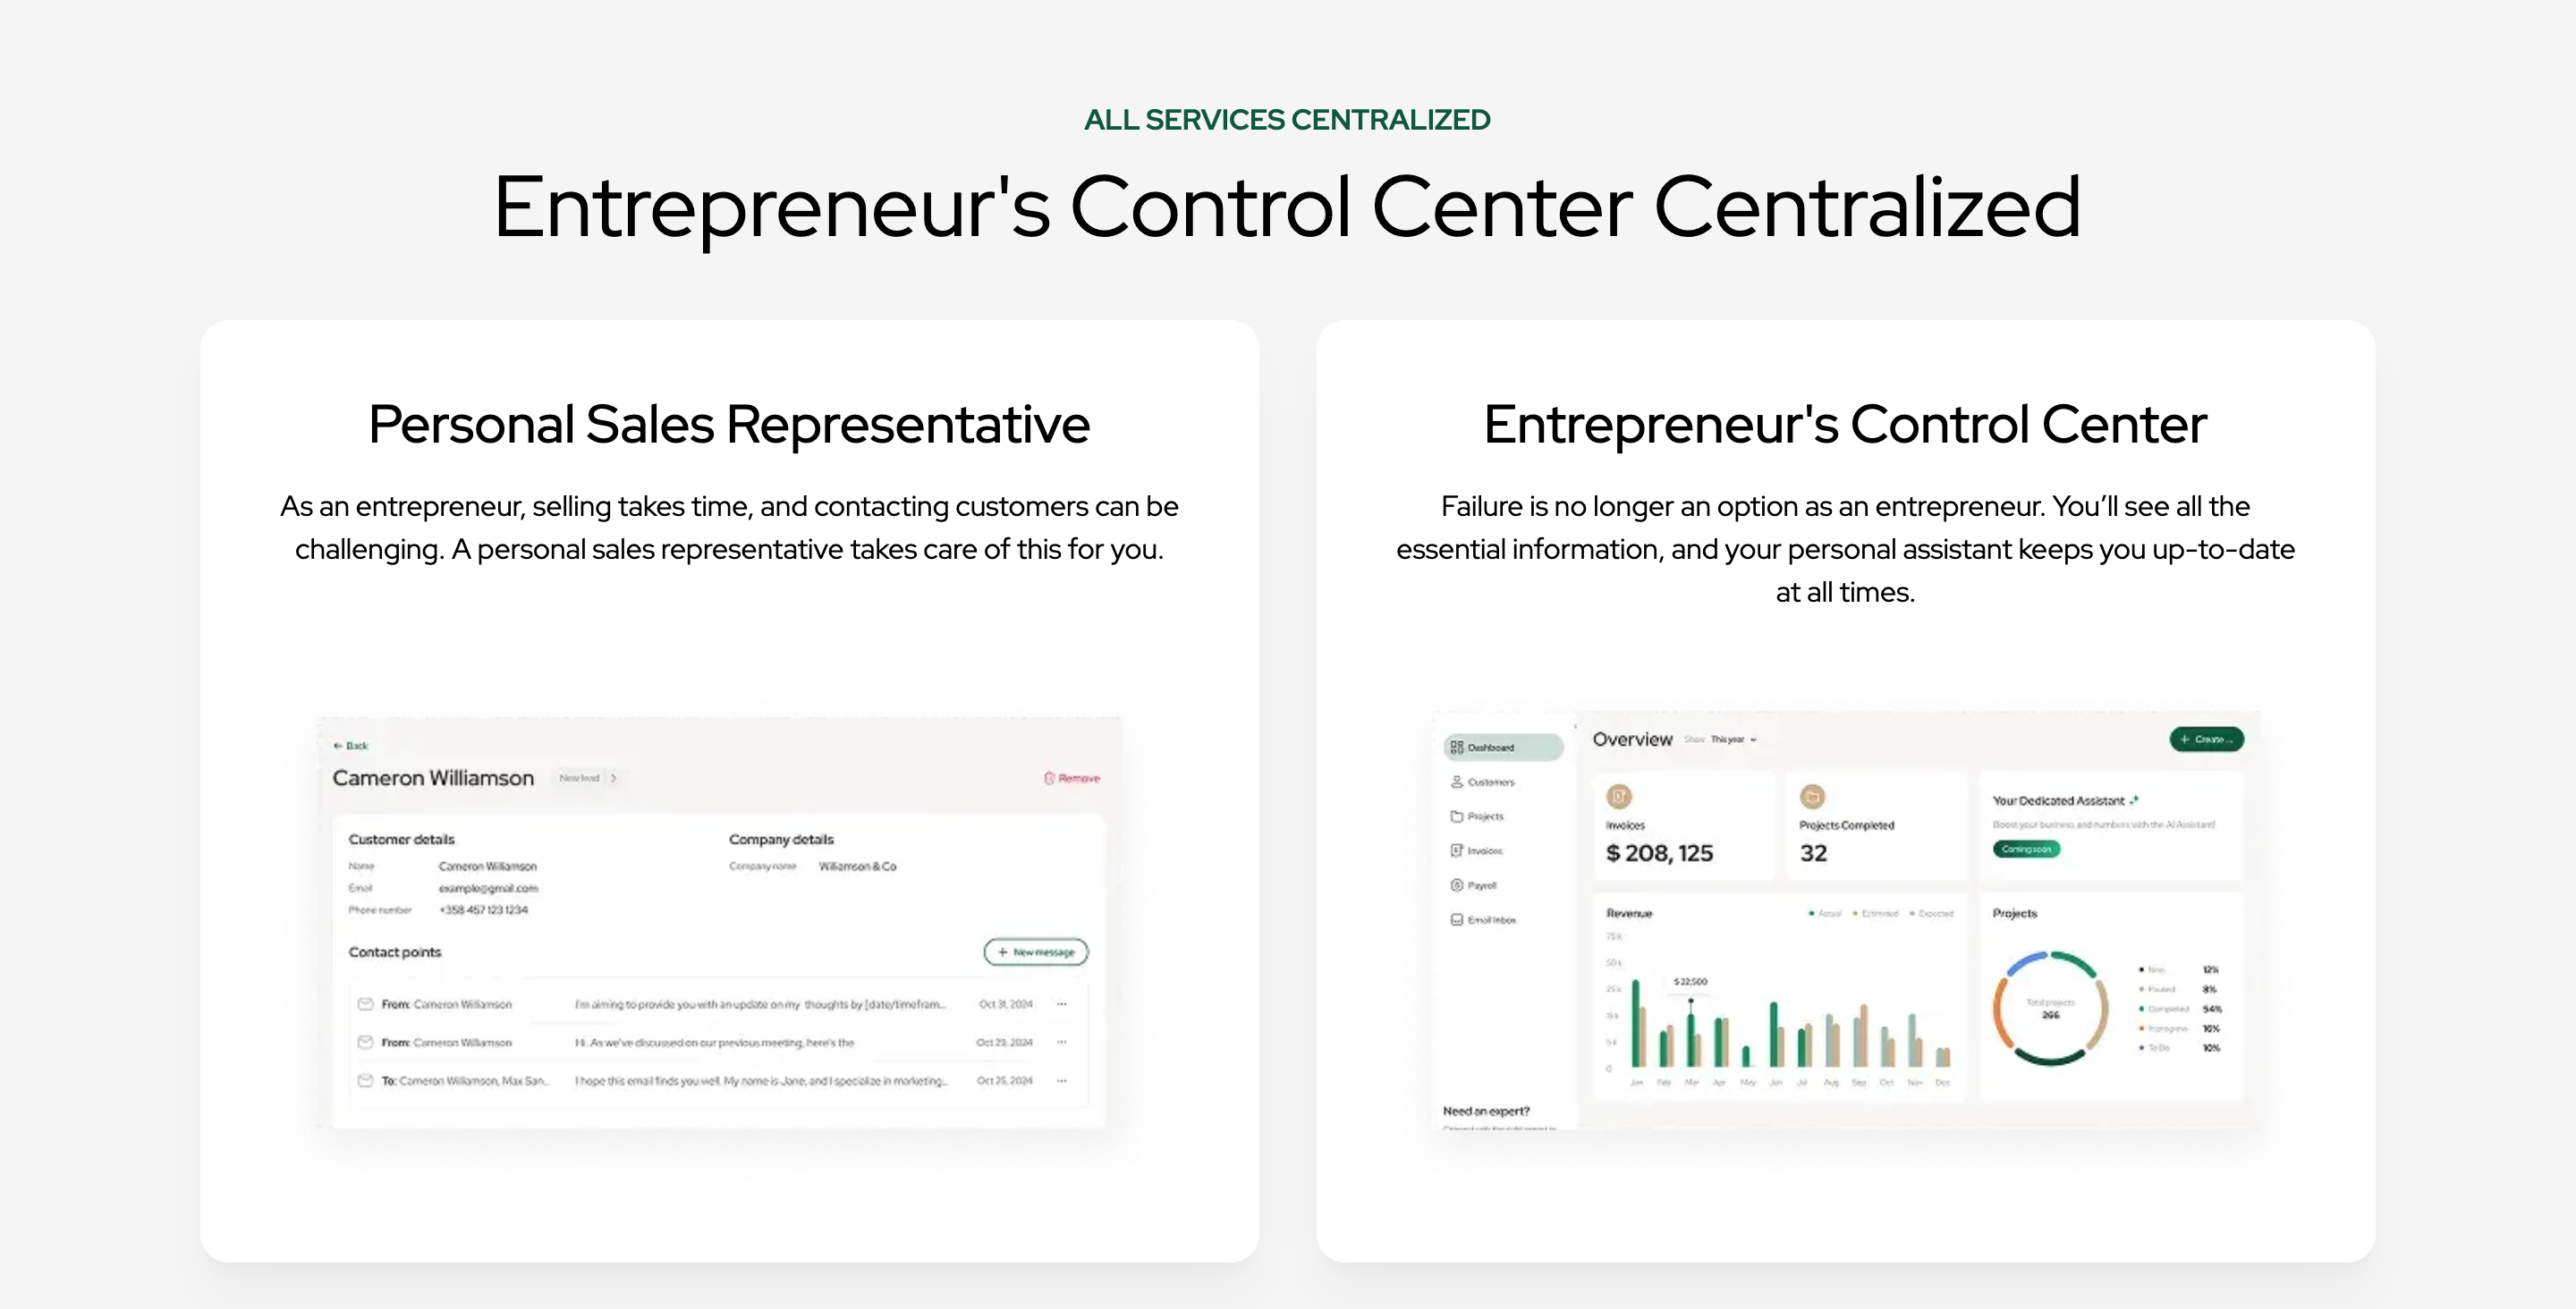 ALL SERVICES CENTRALIZED
Entrepreneur's Control Center Centralized
Personal Sales Representative
As an entrepreneur, selling takes time, and contacting customers can be
challenging. A personal sales representative takes care of this for you.
← Back
Cameron Williamson
New lead
Remove
Customer details
Name Cameron Williamson
Email example@gmail.com
Phone number +358 457 123 1234
Company details
Company name Williamson & Co
Contact points
+ New message
From: Cameron Williamson I'm aiming to provide you with an update on my thoughts by [date/timefram... Oct 31, 2024 ...
From: Cameron Williamson Hi. As we've discussed on our previous meeting, here's the Oct 29, 2024 ...
To: Cameron Williamson, Max San... I hope this email finds you well. My name is Jane, and I specialize in marketing... Oct 25, 2024 ...
Entrepreneur's Control Center
Failure is no longer an option as an entrepreneur. You’ll see all the
essential information, and your personal assistant keeps you up-to-date
at all times.
Dashboard
Customers
Projects
Invoices
Payroll
Email Inbox
Need an expert?
Overview
Show: This year
+ Create ...
Invoices
$ 208, 125
Projects Completed
32
Your Dedicated Assistant
Boost your business and numbers with the AI Assistant!
Coming soon
Revenue
Actual Estimated Expected
75k
50k
25k
15k
5k
0
$ 22,500
Jan Feb Mar Apr May Jun Jul Aug Sep Oct Nov Dec
Projects
Total projects
266
New 12%
Paused 8%
Completed 54%
In progress 16%
To Do 10%